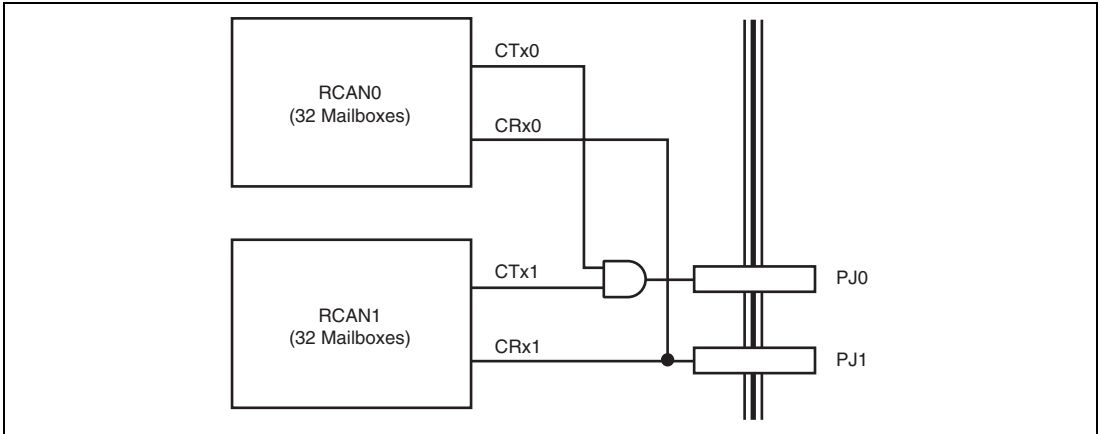 CTx0
RCAN0
(32 Mailboxes)
CRx0
CTx1
PJ0
RCAN1
(32 Mailboxes)
CRx1
PJ1